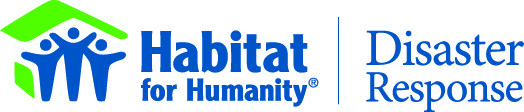 Habitat
for Humanity®
Disaster
Response